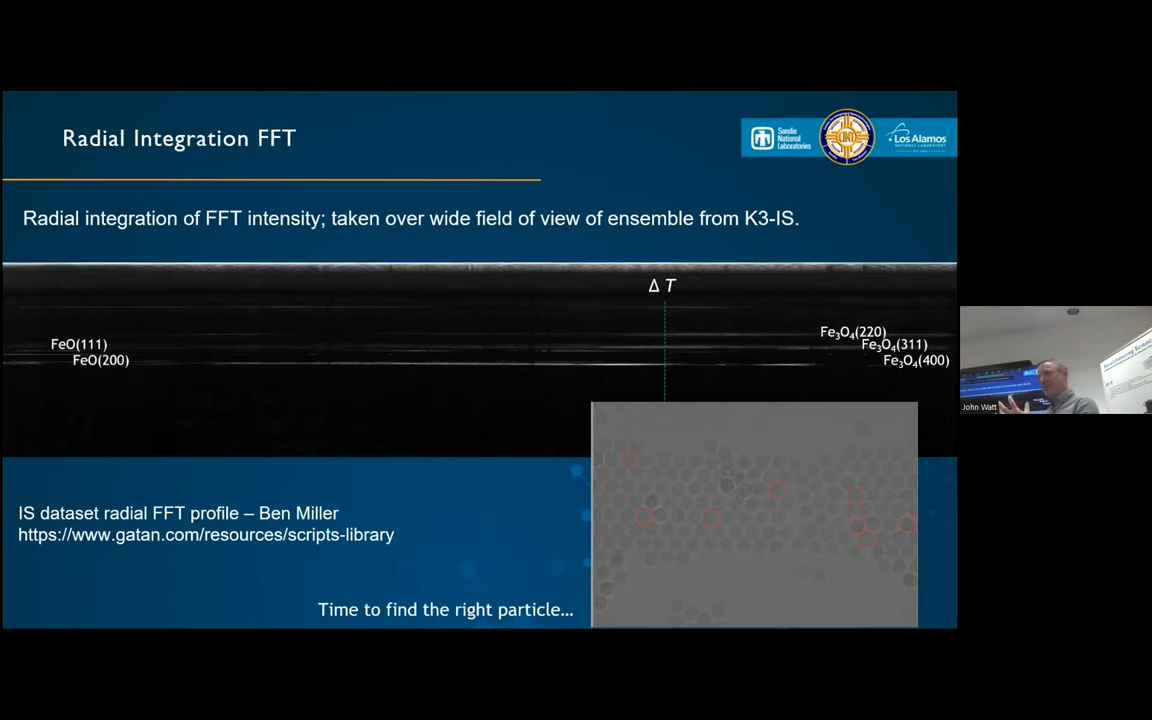 Radial Integration FFT
Sandia
National
Laboratories
Los Alamos
NATIONAL LABORATORY
Radial integration of FFT intensity; taken over wide field of view of ensemble from K3-IS.
Δ T
FeO(111)
FeO(200)
Fe₃O₄(220)
Fe₃O₄(311)
Fe₃O₄(400)
John Watt
IS dataset radial FFT profile – Ben Miller
https://www.gatan.com/resources/scripts-library
Time to find the right particle…